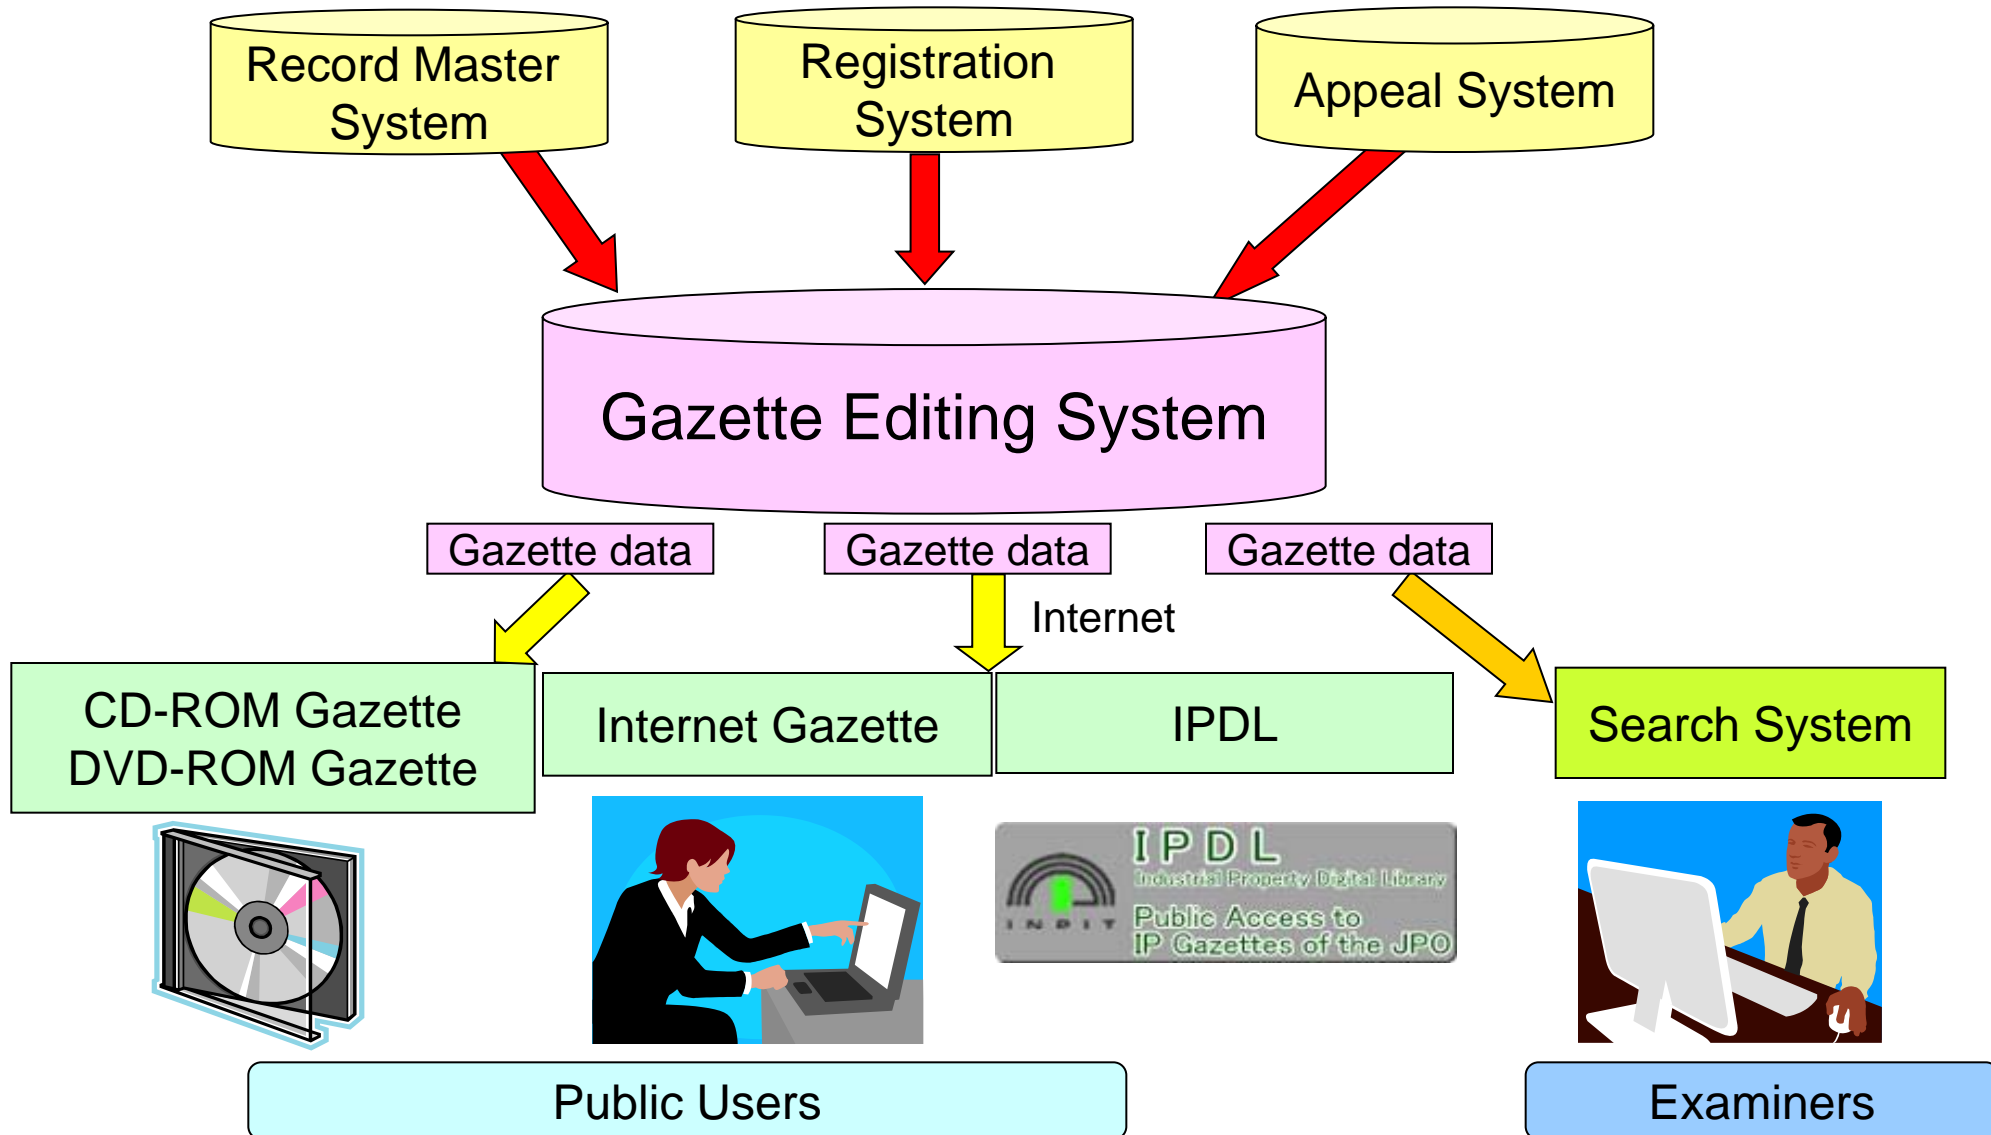 Record Master
System
Registration
System
Appeal System
Gazette Editing System
Gazette data
Gazette data
Gazette data
Internet
CD-ROM Gazette
DVD-ROM Gazette
Internet Gazette
IPDL
Search System
IPDL
Industrial Property Digital Library
INPIT
Public Access to
IP Gazettes of the JPO
Public Users
Examiners